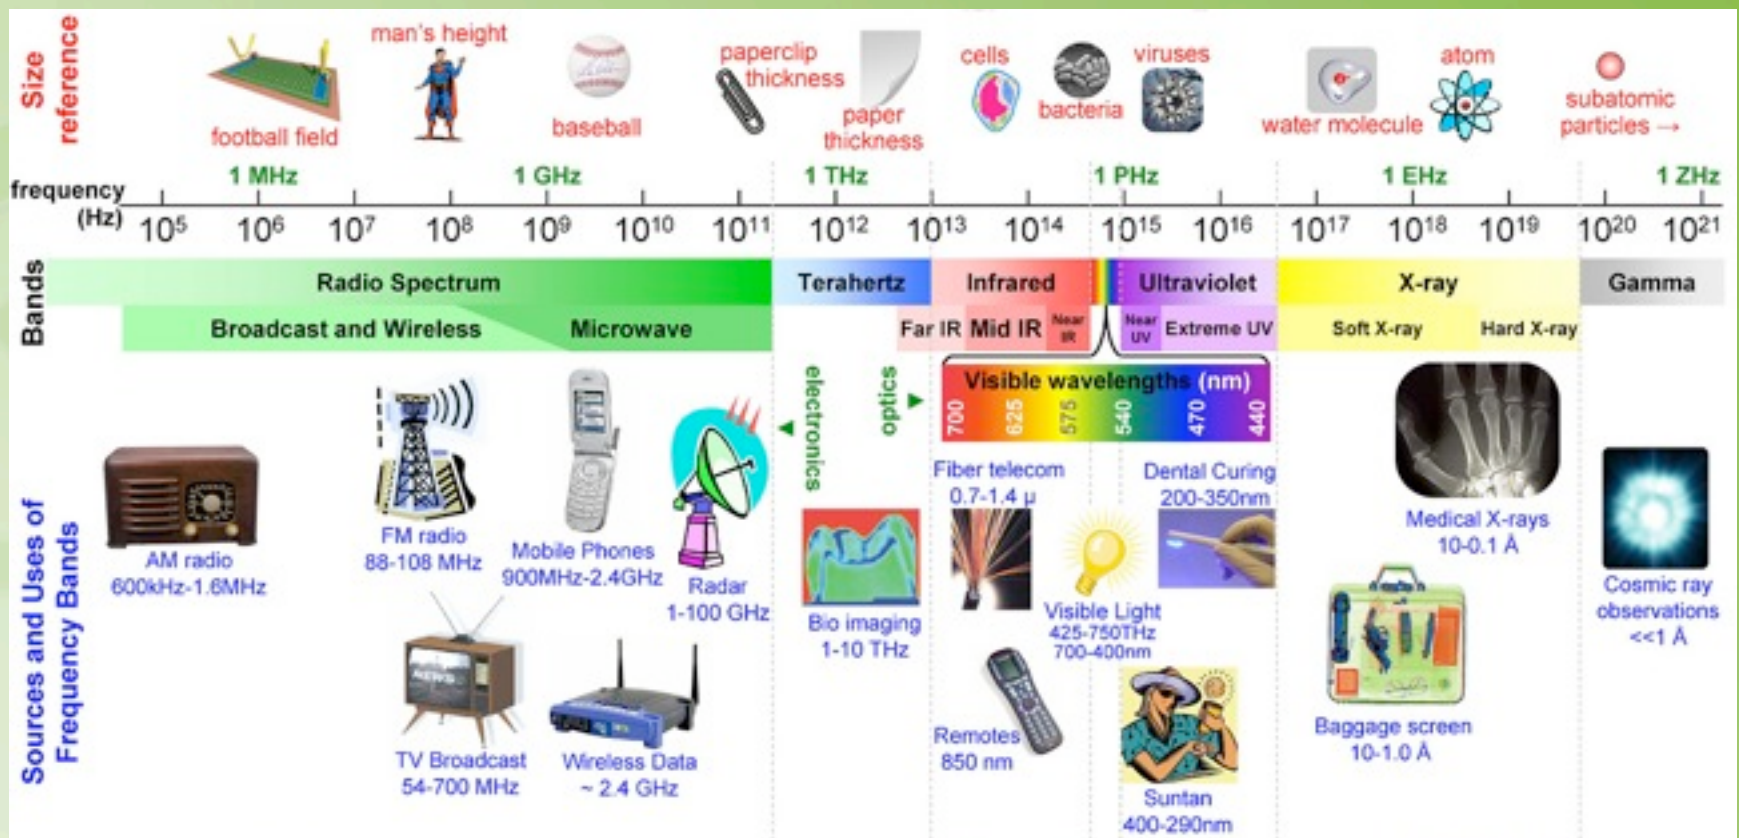 Size
reference
football field
man's height
baseball
paperclip
thickness
paper
thickness
cells
bacteria
viruses
water molecule
atom
subatomic
particles →
1 MHz
1 GHz
1 THz
1 PHz
1 EHz
1 ZHz
frequency
(Hz)
10⁵
10⁶
10⁷
10⁸
10⁹
10¹⁰
10¹¹
10¹²
10¹³
10¹⁴
10¹⁵
10¹⁶
10¹⁷
10¹⁸
10¹⁹
10²⁰
10²¹
Bands
Radio Spectrum
Terahertz
Infrared
Ultraviolet
X-ray
Gamma
Broadcast and Wireless
Microwave
Far IR
Mid IR
Near
IR
Near
UV
Extreme UV
Soft X-ray
Hard X-ray
electronics
optics
Visible wavelengths (nm)
700
625
575
540
470
440
Sources and Uses of
Frequency Bands
AM radio
600kHz-1.6MHz
FM radio
88-108 MHz
Mobile Phones
900MHz-2.4GHz
Radar
1-100 GHz
TV Broadcast
54-700 MHz
NEWS
Wireless Data
~ 2.4 GHz
Bio imaging
1-10 THz
Fiber telecom
0.7-1.4 μ
Dental Curing
200-350nm
Visible Light
425-750THz
700-400nm
Remotes
850 nm
Suntan
400-290nm
Medical X-rays
10-0.1 Å
Baggage screen
10-1.0 Å
Cosmic ray
observations
<<1 Å